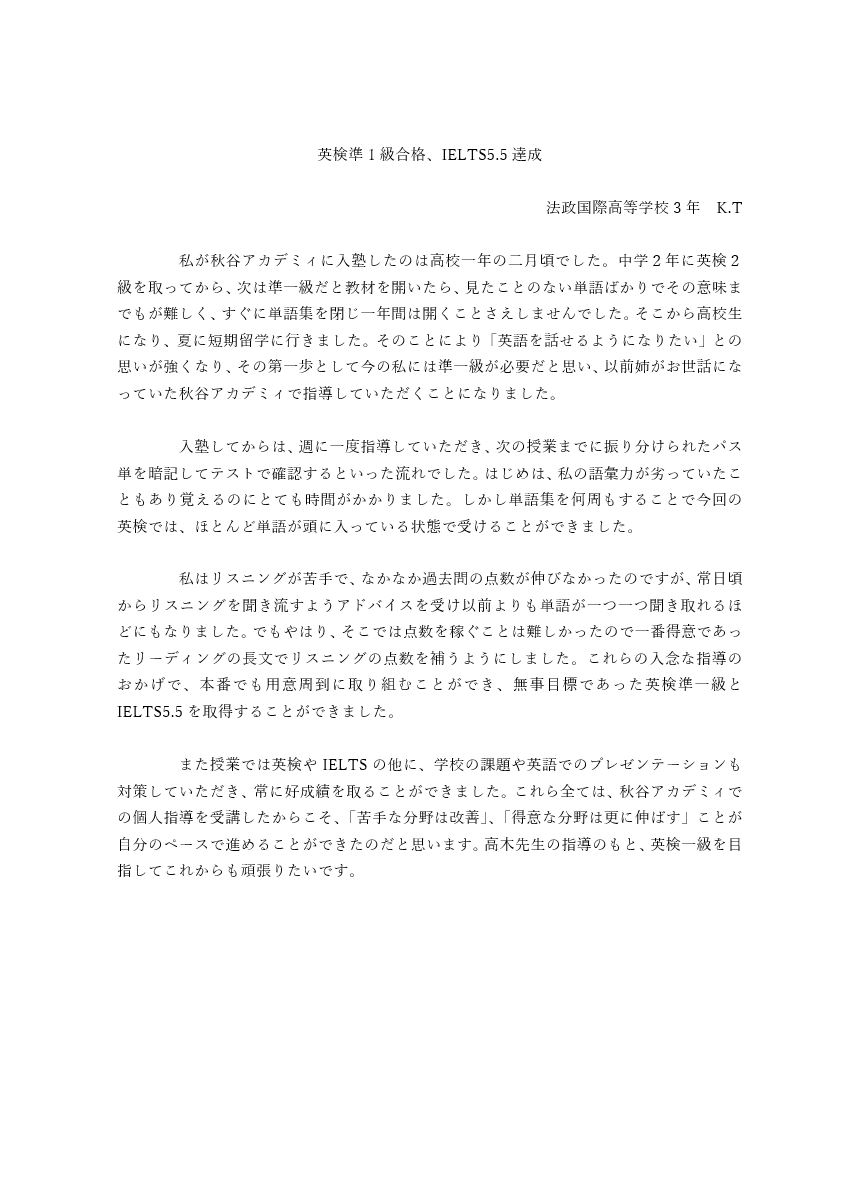 英検準 1 級合格、IELTS5.5 達成
法政国際高等学校 3 年　K.T
私が秋谷アカデミィに入塾したのは高校一年の二月頃でした。中学 2 年に英検 2
級を取ってから、次は準一級だと教材を開いたら、見たことのない単語ばかりでその意味ま
でもが難しく、すぐに単語集を閉じ一年間は開くことさえしませんでした。そこから高校生
になり、夏に短期留学に行きました。そのことにより「英語を話せるようになりたい」との
思いが強くなり、その第一歩として今の私には準一級が必要だと思い、以前姉がお世話にな
っていた秋谷アカデミィで指導していただくことになりました。
入塾してからは、週に一度指導していただき、次の授業までに振り分けられたパス
単を暗記してテストで確認するといった流れでした。はじめは、私の語彙力が劣っていたこ
ともあり覚えるのにとても時間がかかりました。しかし単語集を何周もすることで今回の
英検では、ほとんど単語が頭に入っている状態で受けることができました。
私はリスニングが苦手で、なかなか過去問の点数が伸びなかったのですが、常日頃
からリスニングを聞き流すようアドバイスを受け以前よりも単語が一つ一つ聞き取れるほ
どにもなりました。でもやはり、そこでは点数を稼ぐことは難しかったので一番得意であっ
たリーディングの長文でリスニングの点数を補うようにしました。これらの入念な指導の
おかげで、本番でも用意周到に取り組むことができ、無事目標であった英検準一級と
IELTS5.5 を取得することができました。
また授業では英検や IELTS の他に、学校の課題や英語でのプレゼンテーションも
対策していただき、常に好成績を取ることができました。これら全ては、秋谷アカデミィで
の個人指導を受講したからこそ、「苦手な分野は改善」、「得意な分野は更に伸ばす」ことが
自分のペースで進めることができたのだと思います。高木先生の指導のもと、英検一級を目
指してこれからも頑張りたいです。